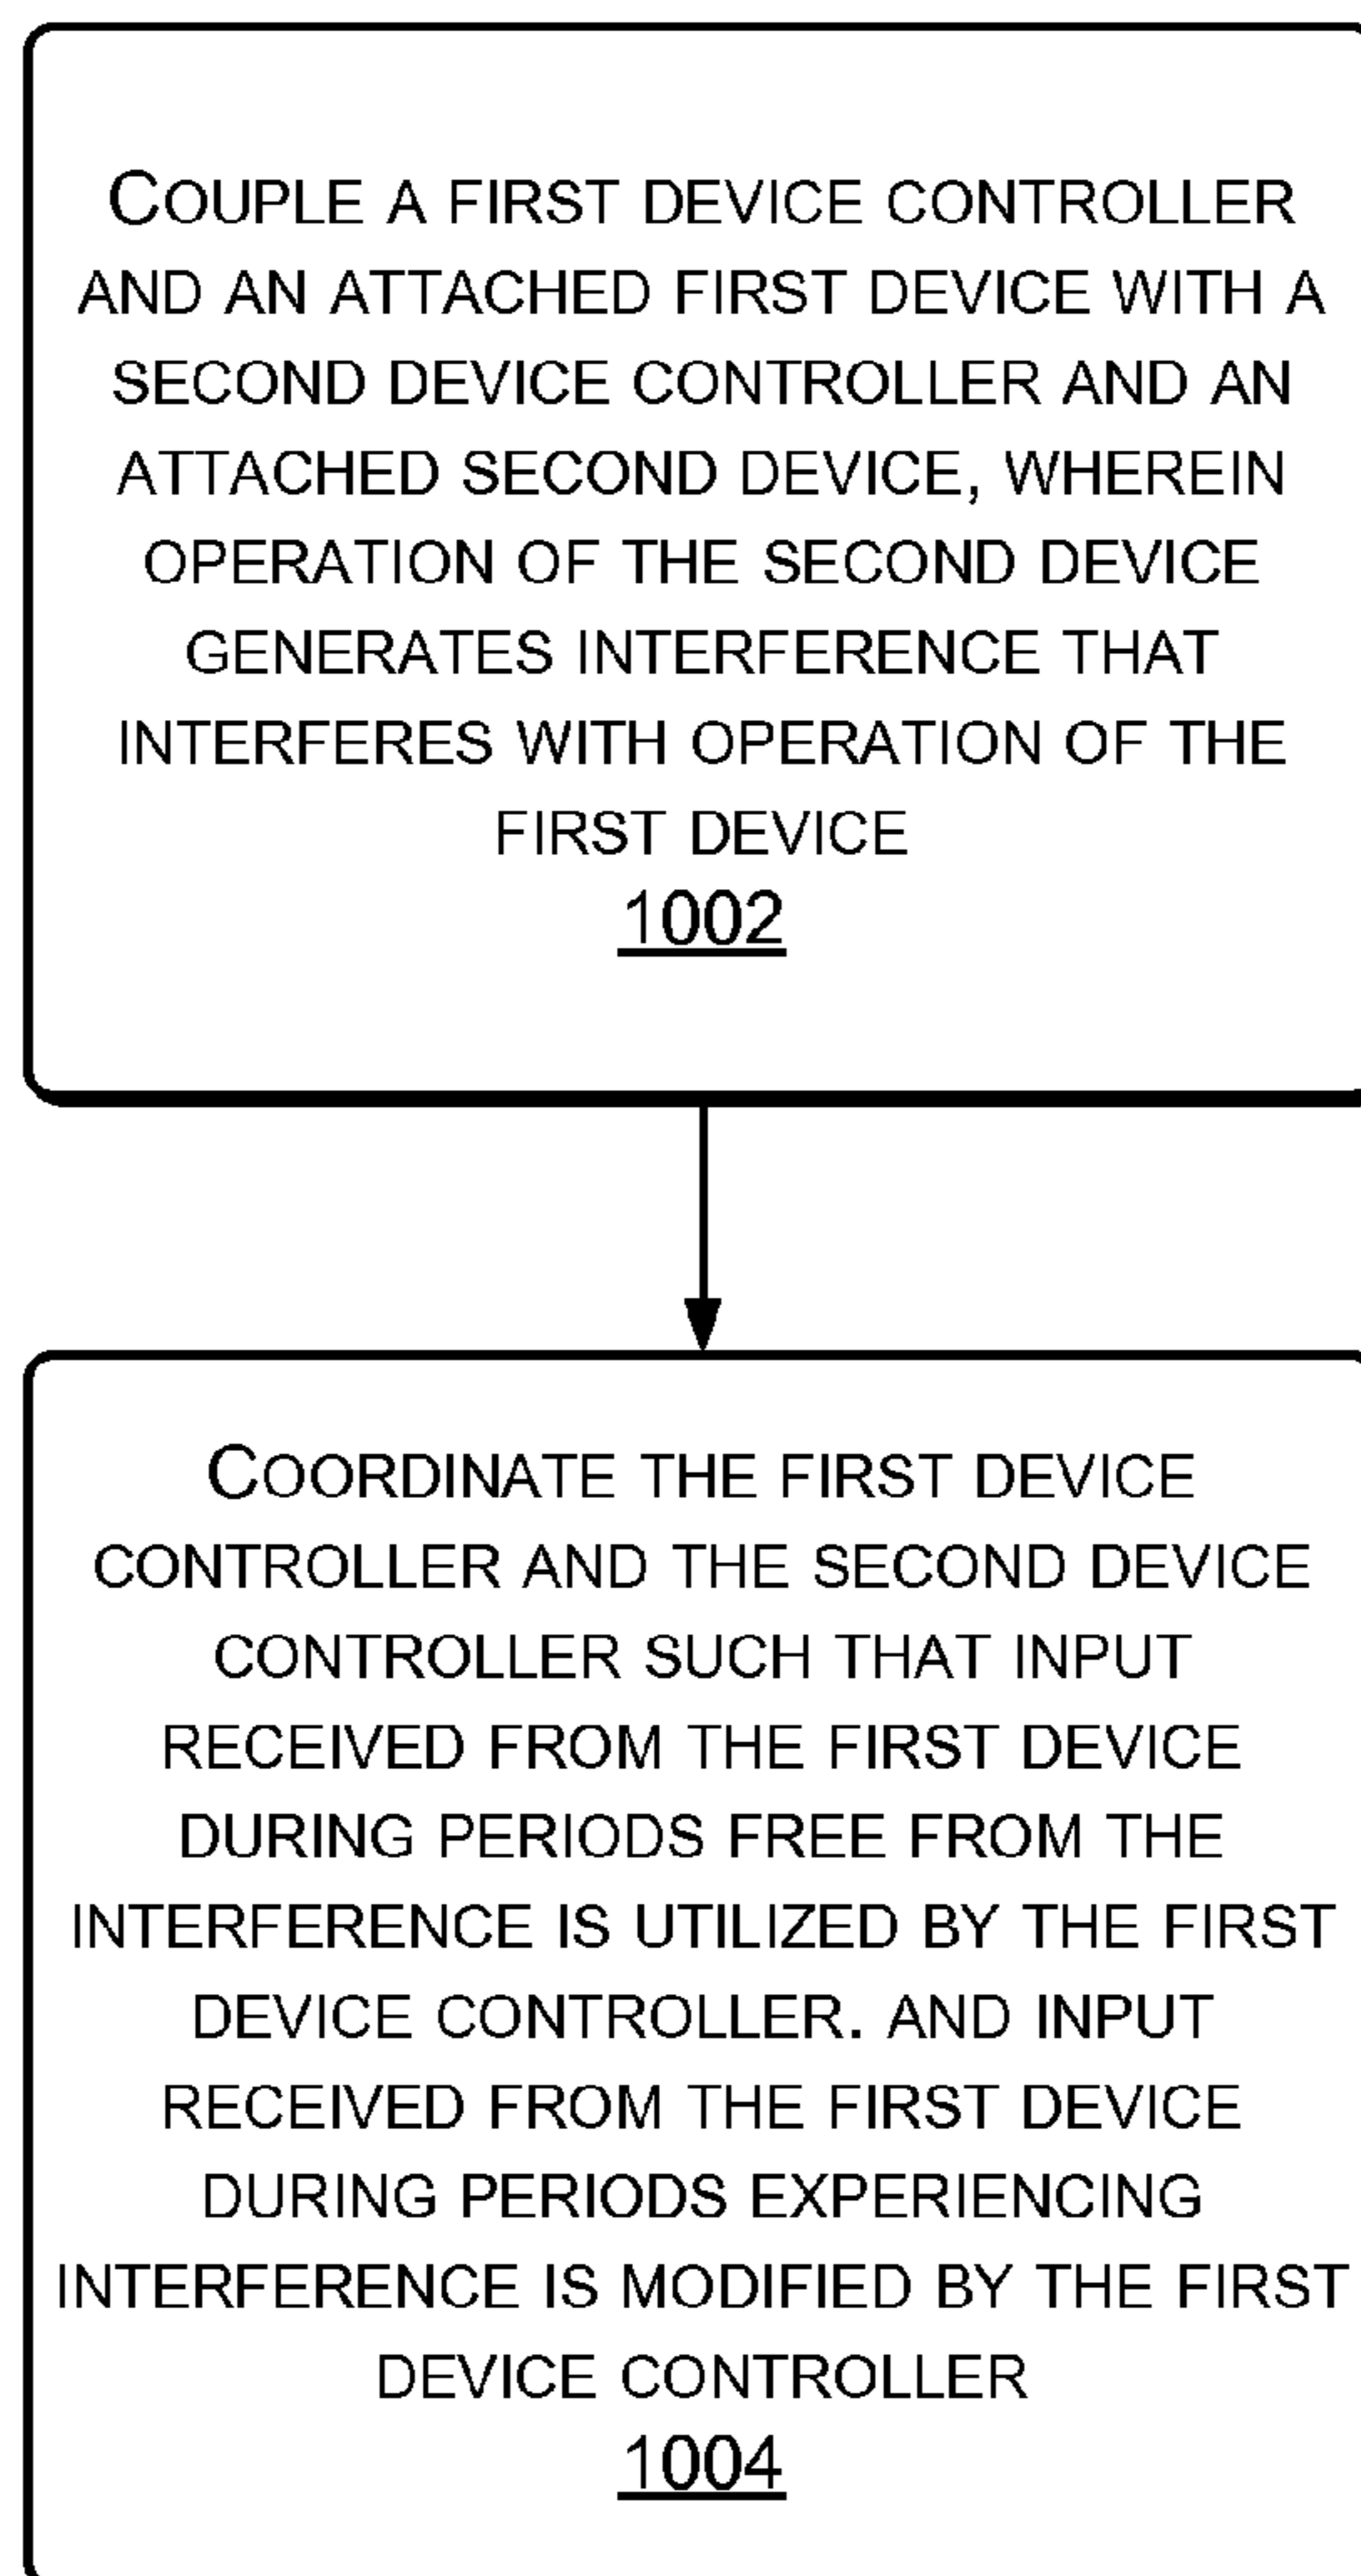 COUPLE A FIRST DEVICE CONTROLLER
AND AN ATTACHED FIRST DEVICE WITH A
SECOND DEVICE CONTROLLER AND AN
ATTACHED SECOND DEVICE, WHEREIN
OPERATION OF THE SECOND DEVICE
GENERATES INTERFERENCE THAT
INTERFERES WITH OPERATION OF THE
FIRST DEVICE
1002
COORDINATE THE FIRST DEVICE
CONTROLLER AND THE SECOND DEVICE
CONTROLLER SUCH THAT INPUT
RECEIVED FROM THE FIRST DEVICE
DURING PERIODS FREE FROM THE
INTERFERENCE IS UTILIZED BY THE FIRST
DEVICE CONTROLLER. AND INPUT
RECEIVED FROM THE FIRST DEVICE
DURING PERIODS EXPERIENCING
INTERFERENCE IS MODIFIED BY THE FIRST
DEVICE CONTROLLER
1004